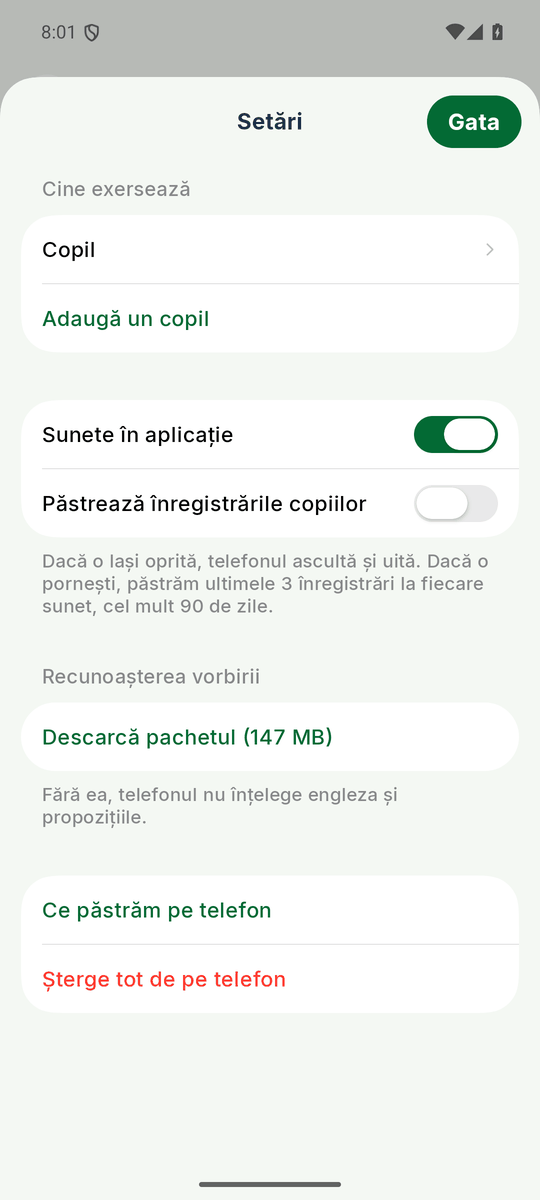 8:01
Setări
Gata
Cine exersează
Copil
Adaugă un copil
Sunete în aplicație
Păstrează înregistrările copiilor
Dacă o lași oprită, telefonul ascultă și uită. Dacă o
pornești, păstrăm ultimele 3 înregistrări la fiecare
sunet, cel mult 90 de zile.
Recunoașterea vorbirii
Descarcă pachetul (147 MB)
Fără ea, telefonul nu înțelege engleza și
propozițiile.
Ce păstrăm pe telefon
Șterge tot de pe telefon